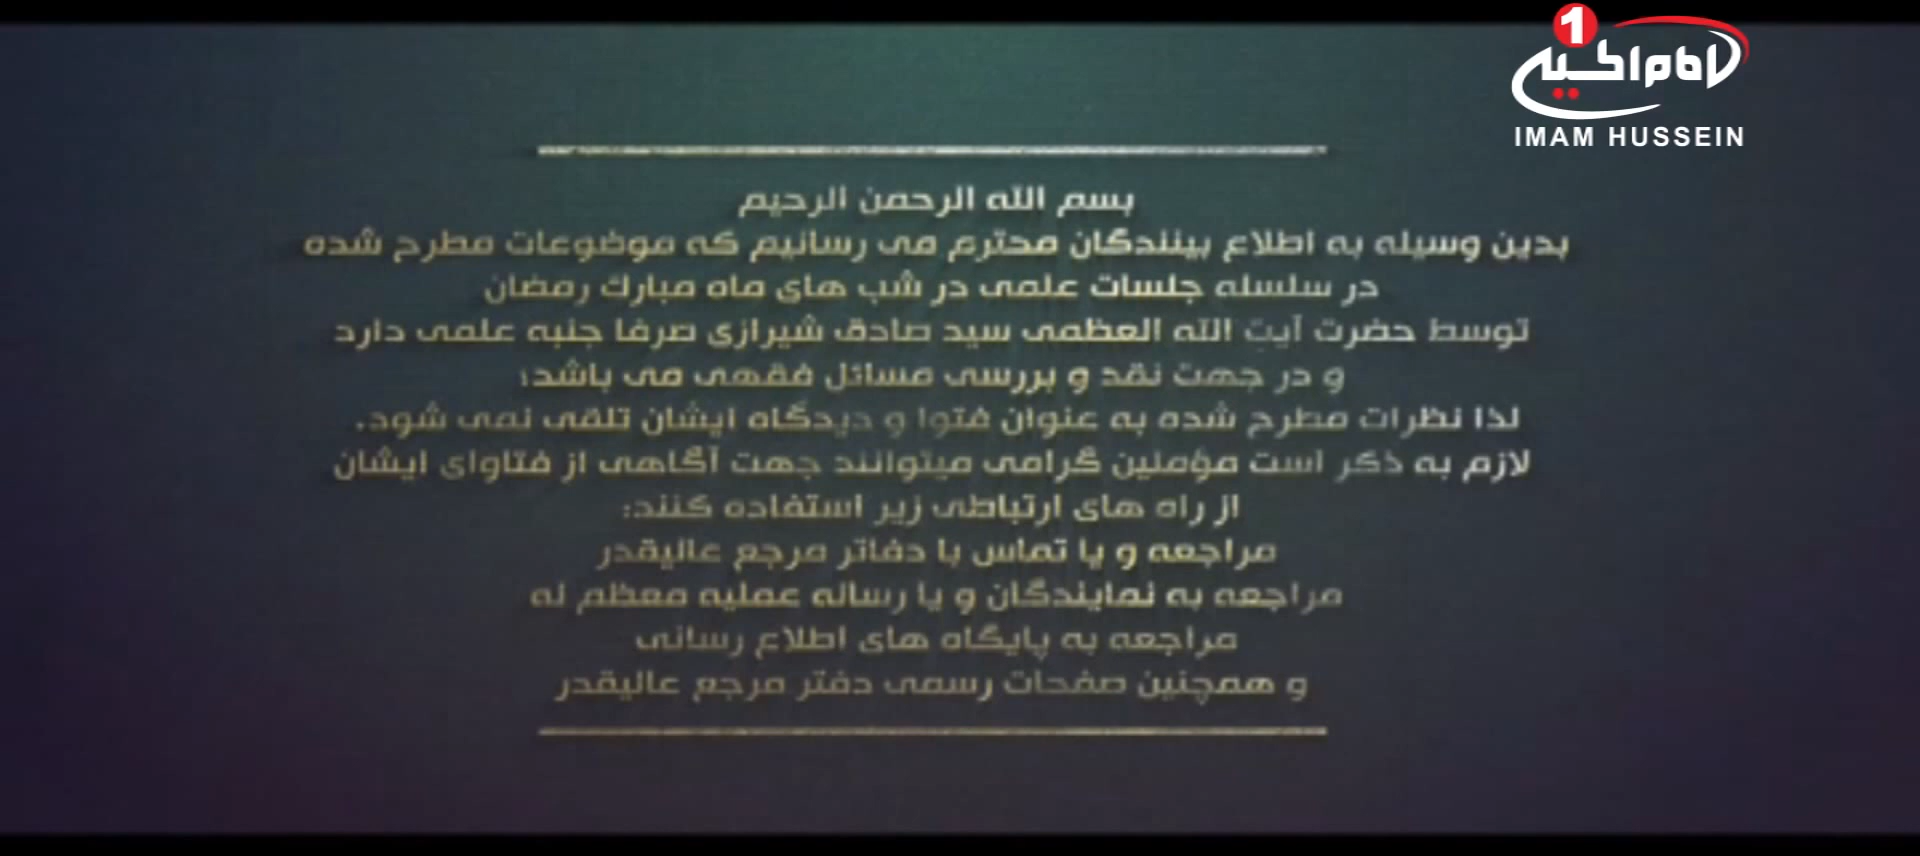 1
امام حسین
IMAM HUSSEIN
بسم الله الرحمن الرحیم
بدین وسیله به اطلاع بینندگان محترم می رسانیم که موضوعات مطرح شده
در سلسله جلسات علمی در شب های ماه مبارک رمضان
توسط حضرت آیت الله العظمی سید صادق شیرازی صرفا جنبه علمی دارد
و در جهت نقد و بررسی مسائل فقهی می باشد؛
لذا نظرات مطرح شده به عنوان فتوا و دیدگاه ایشان تلقی نمی شود.
لازم به ذکر است مؤمنین گرامی میتوانند جهت آگاهی از فتاوای ایشان
از راه های ارتباطی زیر استفاده کنند:
مراجعه و یا تماس با دفاتر مرجع عالیقدر
مراجعه به نمایندگان و یا رساله عملیه معظم له
مراجعه به پایگاه های اطلاع رسانی
و همچنین صفحات رسمی دفتر مرجع عالیقدر